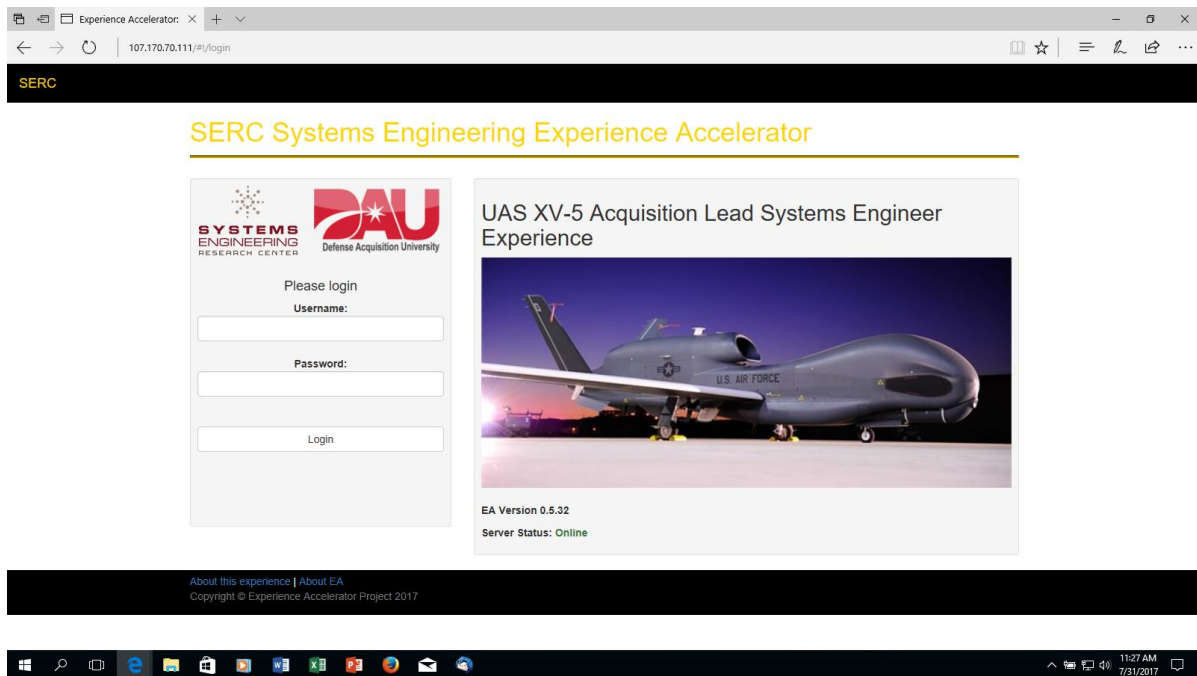 Experience Accelerator:
107.170.70.111/#!/login
SERC
SERC Systems Engineering Experience Accelerator
SYSTEMS
ENGINEERING
RESEARCH CENTER
DAU
Defense Acquisition University
Please login
Username:
Password:
Login
UAS XV-5 Acquisition Lead Systems Engineer
Experience
U.S. AIR FORCE
EA Version 0.5.32
Server Status: Online
About this experience | About EA
Copyright © Experience Accelerator Project 2017
11:27 AM
7/31/2017